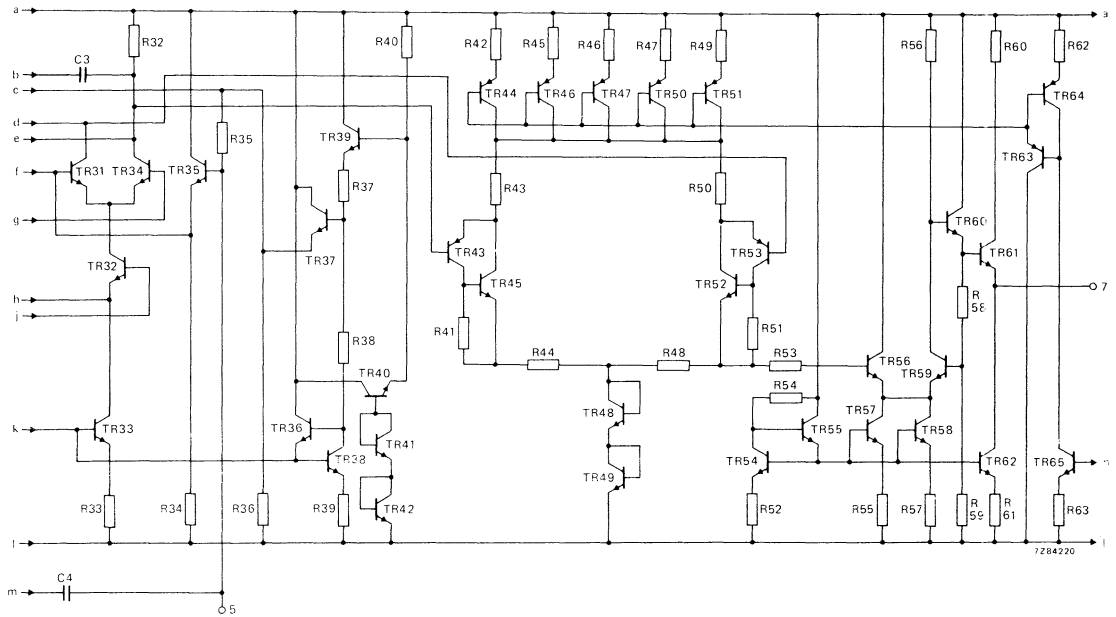 a
a
R32
R40
R42
R45
R46
R47
R49
R56
R60
R62
b
C3
c
TR44
TR46
TR47
TR50
TR51
TR64
d
R35
e
TR39
TR63
f
TR31
TR34
TR35
R37
R43
R50
g
TR60
TR37
TR43
TR53
TR61
TR32
TR45
TR52
h
7
j
R
58
R41
R51
R38
R44
R48
R53
TR56
TR59
TR40
R54
TR48
TR57
k
TR33
TR36
TR41
TR55
TR58
TR38
TR54
TR62
TR65
TR49
R33
R34
R36
R39
TR42
R52
R55
R57
R
59
R
61
R63
l
l
7Z84220
C4
m
5